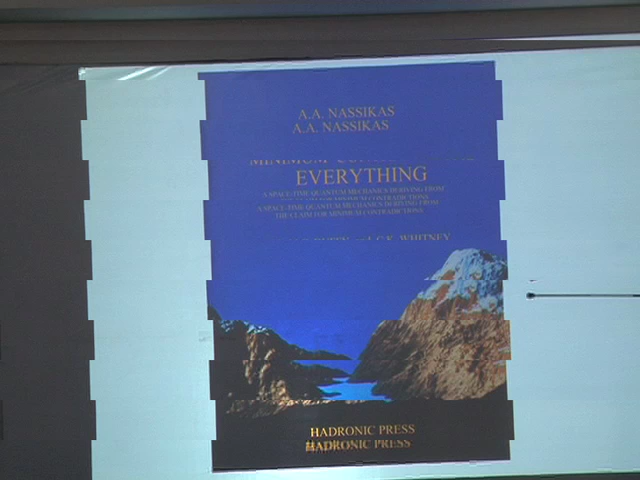 A.A. NASSIKAS
A.A. NASSIKAS
EVERYTHING
A SPACE-TIME QUANTUM MECHANICS DERIVING FROM
A SPACE-TIME QUANTUM MECHANICS DERIVING FROM
THE CLAIM FOR MINIMUM CONTRADICTIONS
and C.K. WHITNEY
HADRONIC PRESS
HADRONIC PRESS